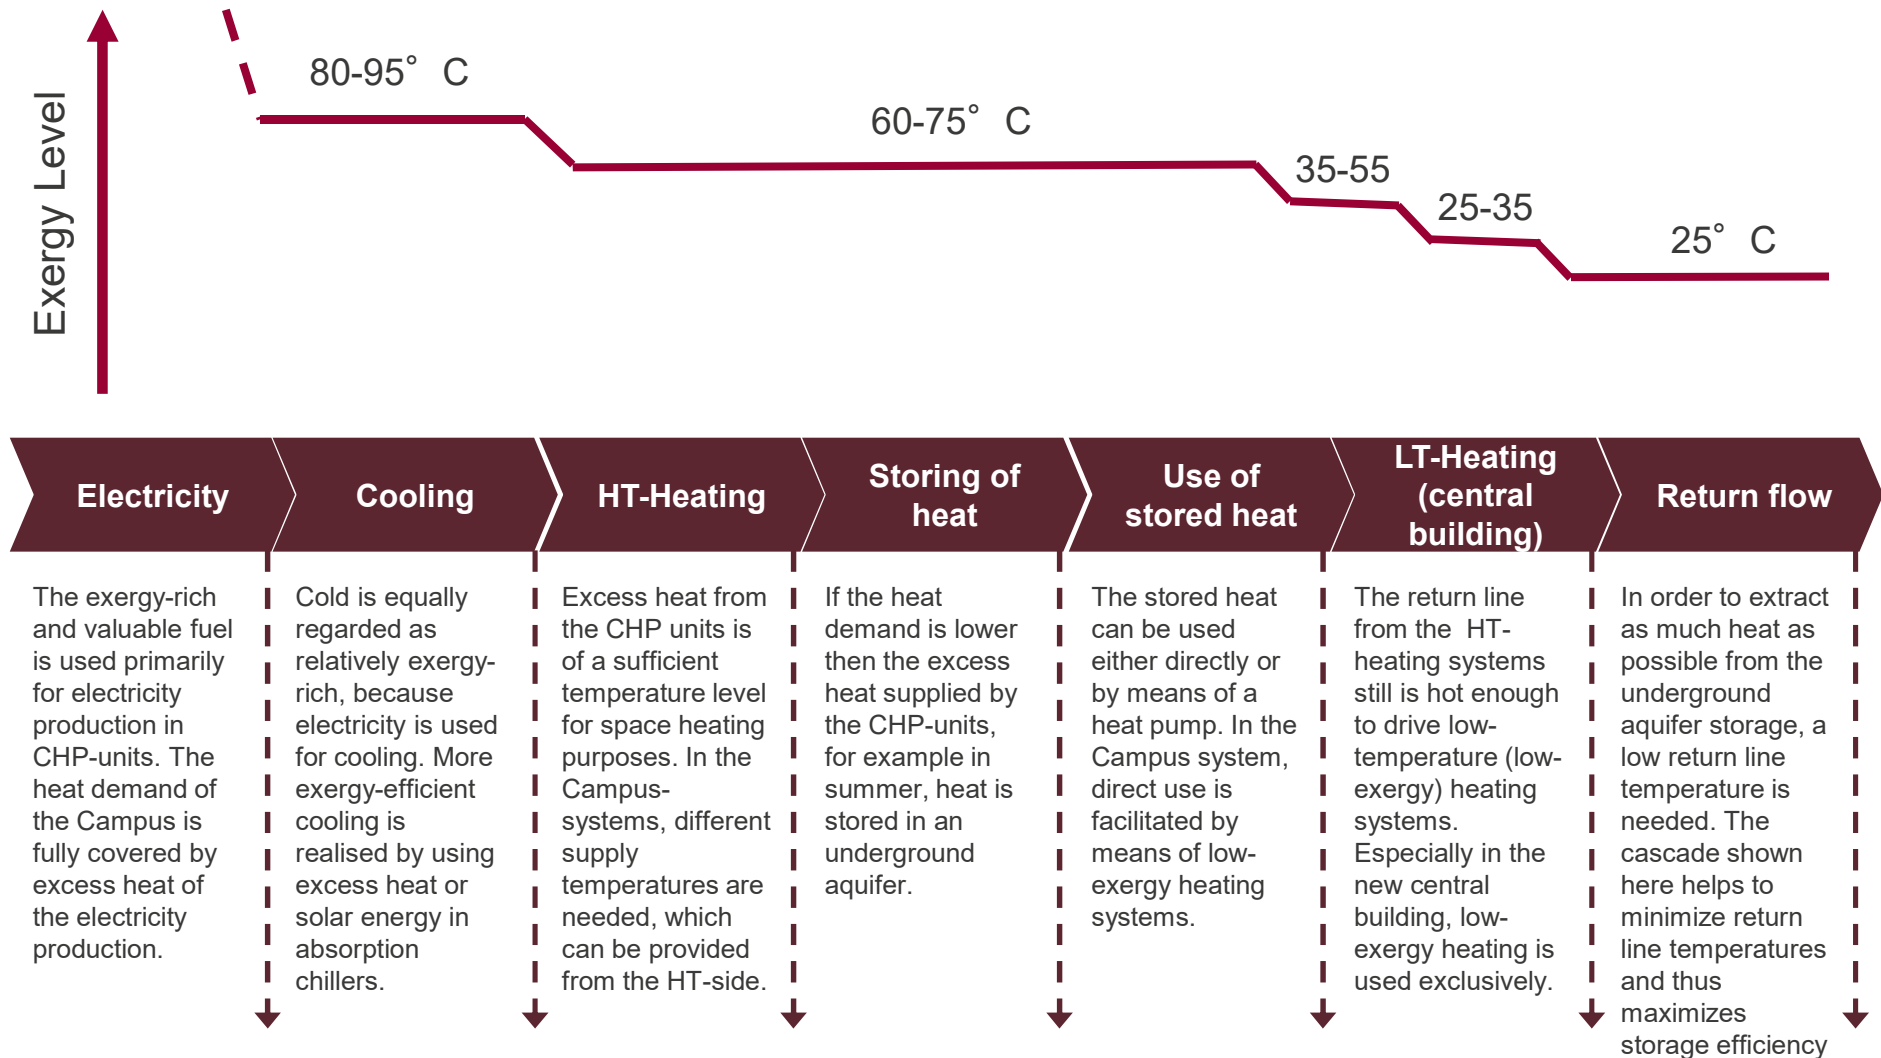 Exergy Level
80-95° C
60-75° C
35-55
25-35
25° C
Electricity
Cooling
HT-Heating
Storing of
heat
Use of
stored heat
LT-Heating
(central
building)
Return flow
The exergy-rich
and valuable fuel
is used primarily
for electricity
production in
CHP-units. The
heat demand of
the Campus is
fully covered by
excess heat of
the electricity
production.
Cold is equally
regarded as
relatively exergy-
rich, because
electricity is used
for cooling. More
exergy-efficient
cooling is
realised by using
excess heat or
solar energy in
absorption
chillers.
Excess heat from
the CHP units is
of a sufficient
temperature level
for space heating
purposes. In the
Campus-
systems, different
supply
temperatures are
needed, which
can be provided
from the HT-side.
If the heat
demand is lower
then the excess
heat supplied by
the CHP-units,
for example in
summer, heat is
stored in an
underground
aquifer.
The stored heat
can be used
either directly or
by means of a
heat pump. In the
Campus system,
direct use is
facilitated by
means of low-
exergy heating
systems.
The return line
from the HT-
heating systems
still is hot enough
to drive low-
temperature (low-
exergy) heating
systems.
Especially in the
new central
building, low-
exergy heating is
used exclusively.
In order to extract
as much heat as
possible from the
underground
aquifer storage, a
low return line
temperature is
needed. The
cascade shown
here helps to
minimize return
line temperatures
and thus
maximizes
storage efficiency